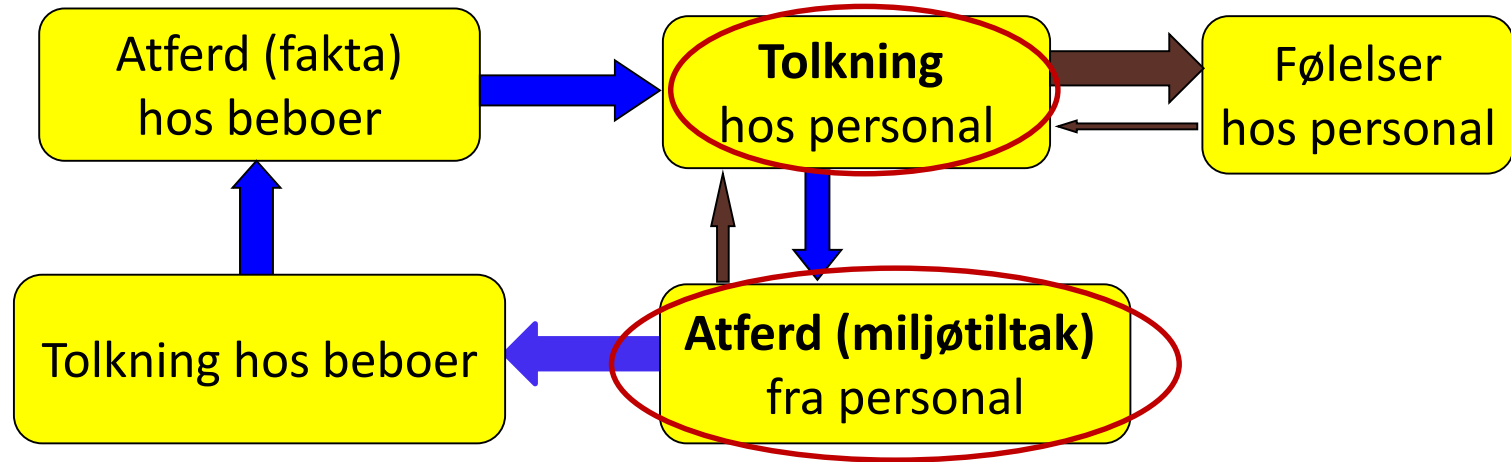 Atferd (fakta)
hos beboer
Tolkning
hos personal
Følelser
hos personal
Tolkning hos beboer
Atferd (miljøtiltak)
fra personal